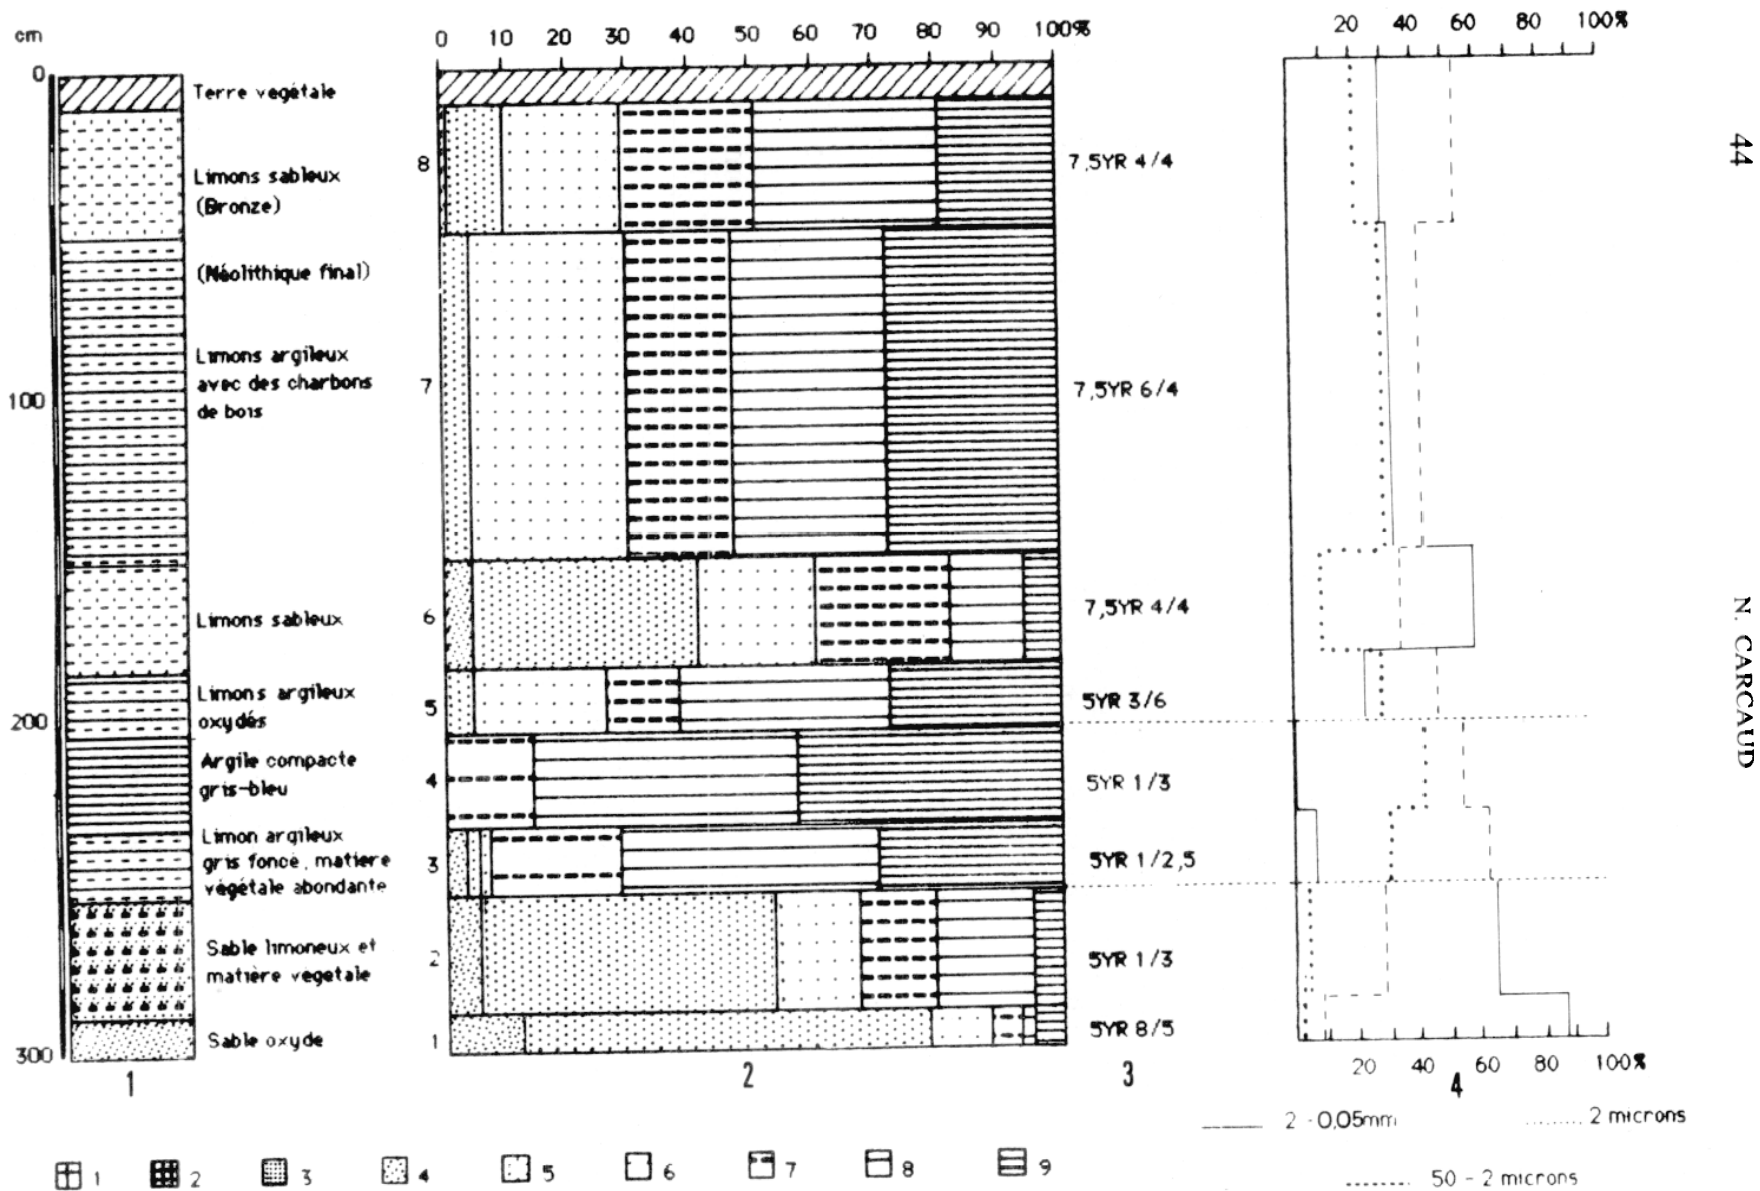 cm
0 10 20 30 40 50 60 70 80 90 100%
20 40 60 80 100%
0
Terre vegétale
8
7,5YR 4/4
Limons sableux
(Bronze)
(Néolithique final)
Limons argileux
avec des charbons
de bois
100
7
7,5YR 6/4
Limons sableux
6
7,5YR 4/4
Limons argileux
oxydés
5
5YR 3/6
200
Argile compacte
gris-bleu
4
5YR 1/3
Limon argileux
gris foncé, matiere
végétale abondante
3
5YR 1/2,5
Sable limoneux et
matière vegetale
2
5YR 1/3
Sable oxyde
1
5YR 8/5
300
20 40 60 80 100%
1
2
3
4
2 -0,05mm
2 microns
50 - 2 microns
1 2 3 4 5 6 7 8 9
44
N. CARCAUD